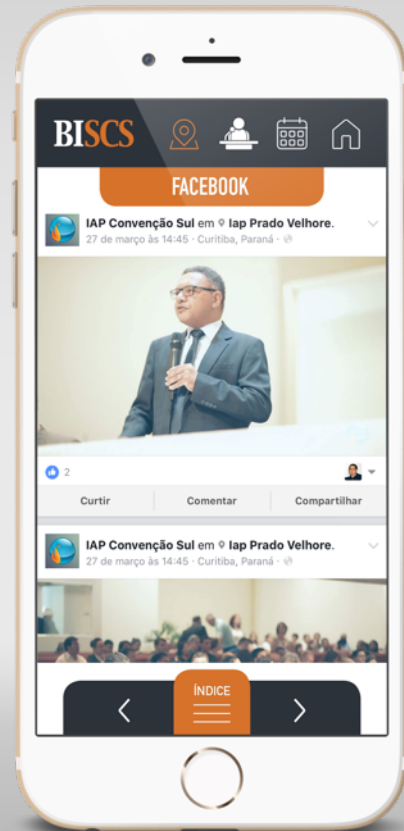 BISCS
FACEBOOK
IAP Convenção Sul em Iap Prado Velhore.
27 de março às 14:45 · Curitiba, Paraná ·
2
Curtir Comentar Compartilhar
IAP Convenção Sul em Iap Prado Velhore.
27 de março às 14:45 · Curitiba, Paraná ·
ÍNDICE